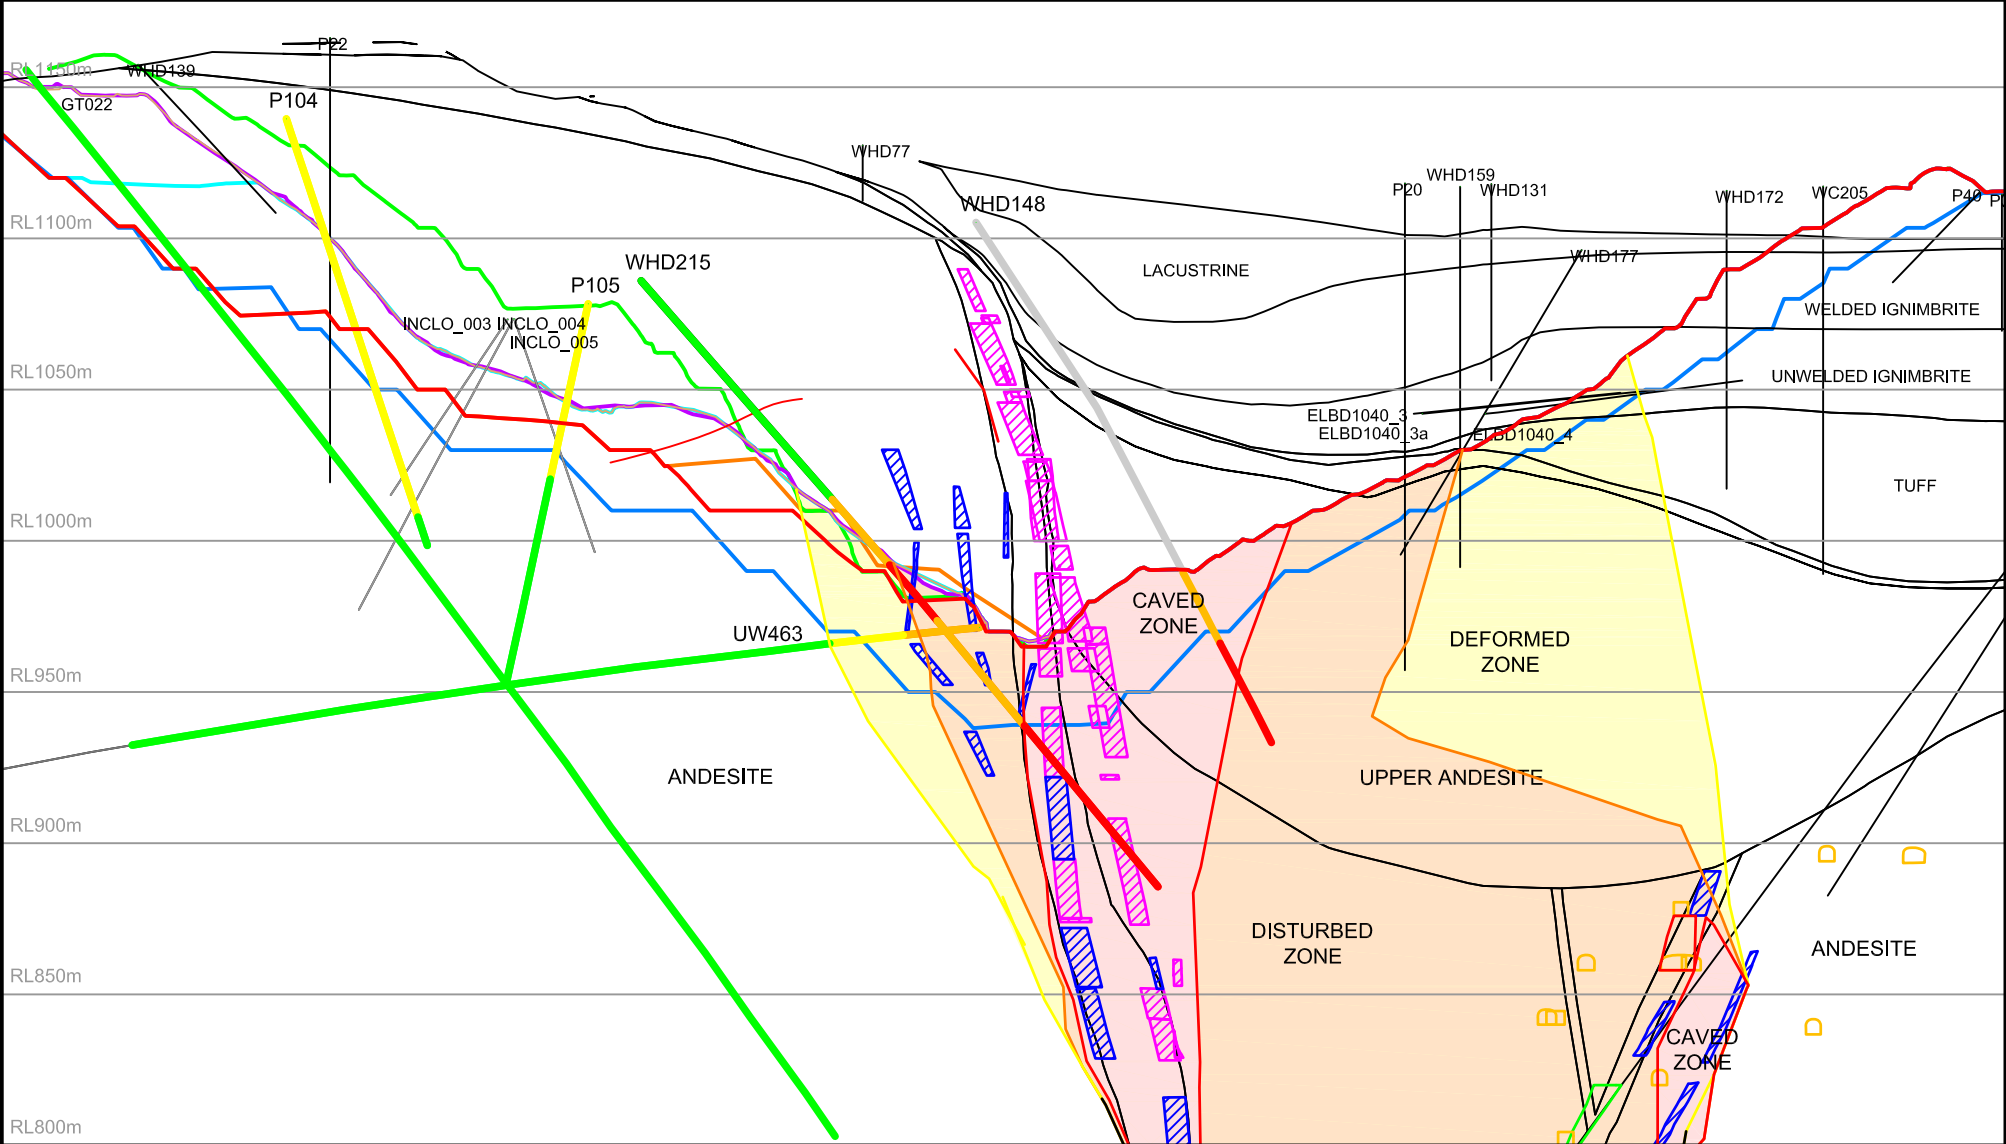 P22
RL1150m
WHD139
GT022
P104
WHD77
WHD159
P20
WHD131
WHD172
WC205
P40
WHD148
RL1100m
WHD177
WHD215
LACUSTRINE
P105
WELDED IGNIMBRITE
INCLO_003 INCLO_004
INCLO_005
RL1050m
UNWELDED IGNIMBRITE
ELBD1040_3
ELBD1040_3a
ELBD1040_4
TUFF
RL1000m
CAVED
ZONE
UW463
DEFORMED
ZONE
RL950m
ANDESITE
UPPER ANDESITE
RL900m
DISTURBED
ZONE
ANDESITE
RL850m
CAVED
ZONE
RL800m